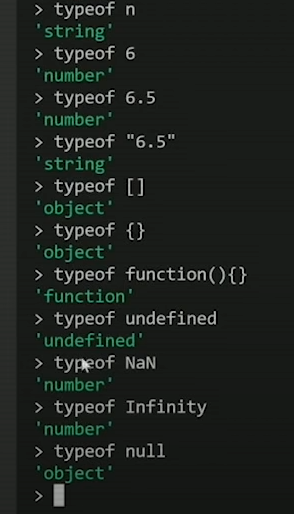 > typeof n
'string'
> typeof 6
'number'
> typeof 6.5
'number'
> typeof "6.5"
'string'
> typeof []
'object'
> typeof {}
'object'
> typeof function(){}
'function'
> typeof undefined
'undefined'
> typeof NaN
'number'
> typeof Infinity
'number'
> typeof null
'object'
>